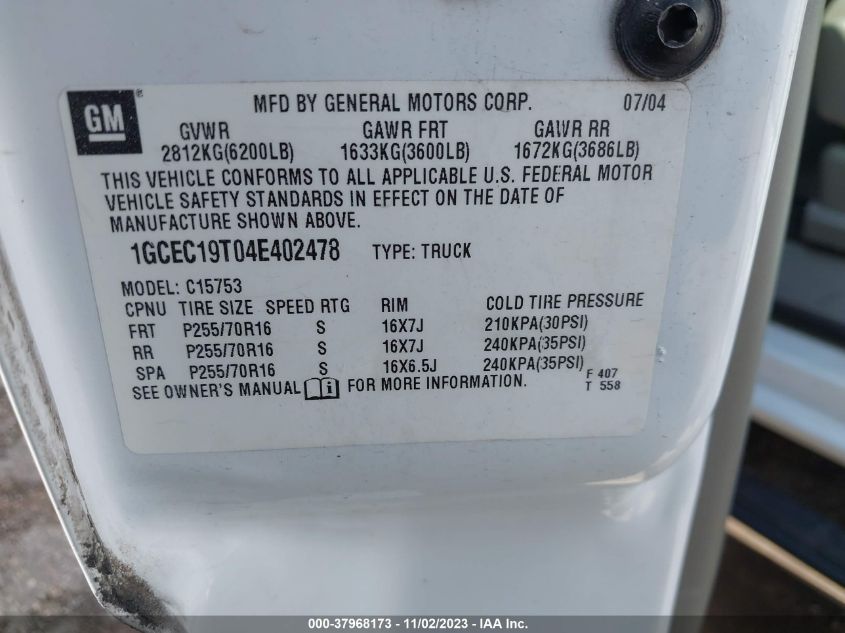 GM ® MFD BY GENERAL MOTORS CORP. 07/04
GVWR GAWR FRT GAWR RR
2812KG(6200LB) 1633KG(3600LB) 1672KG(3686LB)
THIS VEHICLE CONFORMS TO ALL APPLICABLE U.S. FEDERAL MOTOR
VEHICLE SAFETY STANDARDS IN EFFECT ON THE DATE OF
MANUFACTURE SHOWN ABOVE.
1GCEC19T04E402478 TYPE: TRUCK
MODEL: C15753
CPNU TIRE SIZE SPEED RTG RIM COLD TIRE PRESSURE
FRT P255/70R16 S 16X7J 210KPA(30PSI)
RR P255/70R16 S 16X7J 240KPA(35PSI)
SPA P255/70R16 S 16X6.5J 240KPA(35PSI)
SEE OWNER'S MANUAL i FOR MORE INFORMATION.
F 407
T 558
000-37968173 - 11/02/2023 - IAA Inc.